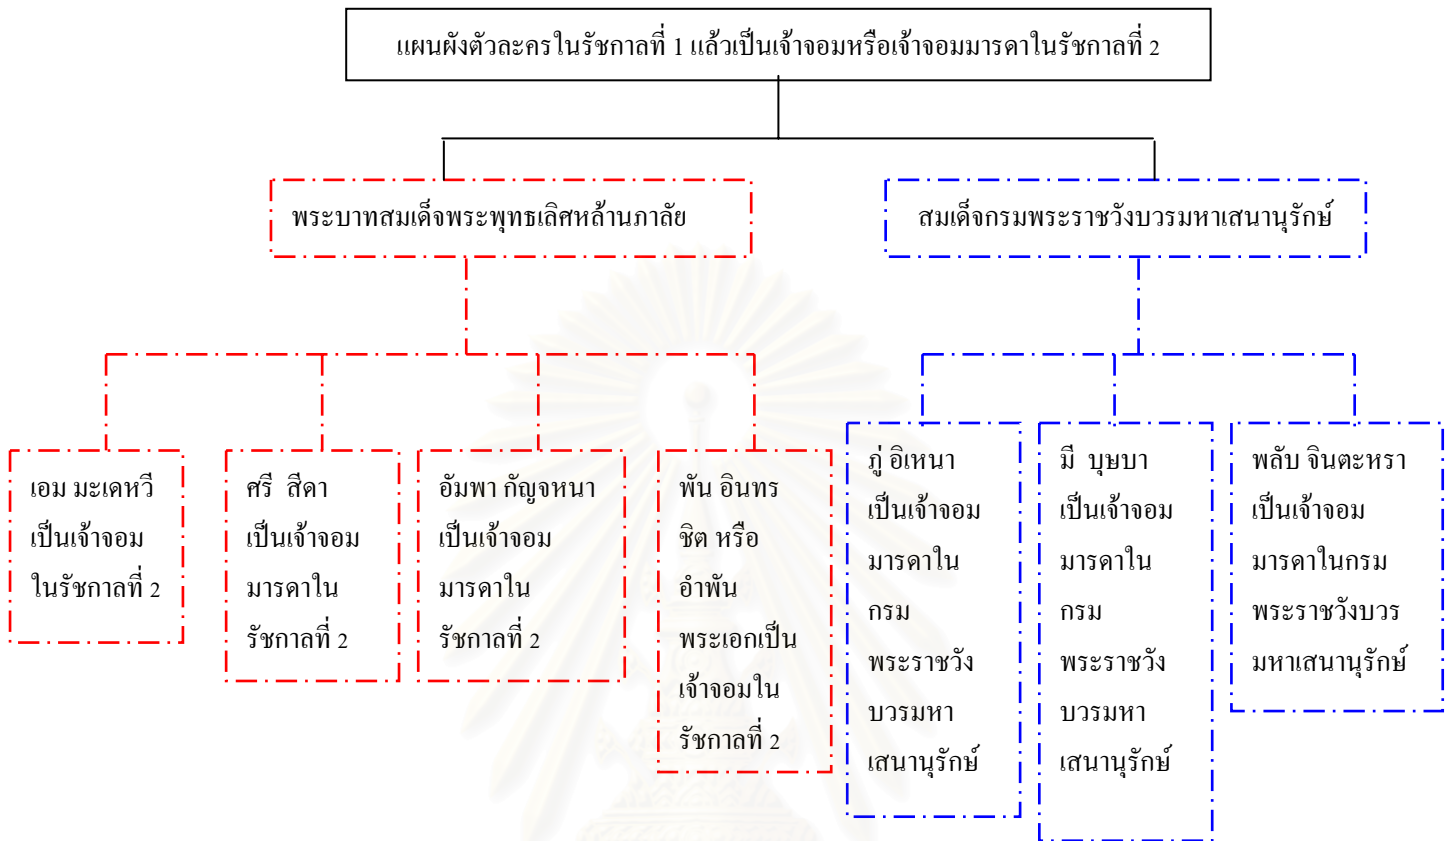 แผนผังตัวละครในรัชกาลที่ 1 แล้วเป็นเจ้าจอมหรือเจ้าจอมมารดาในรัชกาลที่ 2
พระบาทสมเด็จพระพุทธเลิศหล้านภาลัย
สมเด็จกรมพระราชวังบวรมหาเสนานุรักษ์
เอม มะเดหวี
เป็นเจ้าจอม
ในรัชกาลที่ 2
ศรี สีดา
เป็นเจ้าจอม
มารดาใน
รัชกาลที่ 2
อัมพา กัญจหนา
เป็นเจ้าจอม
มารดาใน
รัชกาลที่ 2
พัน อินทร
ชิต หรือ
อำพัน
พระเอกเป็น
เจ้าจอมใน
รัชกาลที่ 2
ภู่ อิเหนา
เป็นเจ้าจอม
มารดาใน
กรม
พระราชวัง
บวรมหา
เสนานุรักษ์
มี บุษบา
เป็นเจ้าจอม
มารดาใน
กรม
พระราชวัง
บวรมหา
เสนานุรักษ์
พลับ จินตะหรา
เป็นเจ้าจอม
มารดาในกรม
พระราชวังบวร
มหาเสนานุรักษ์